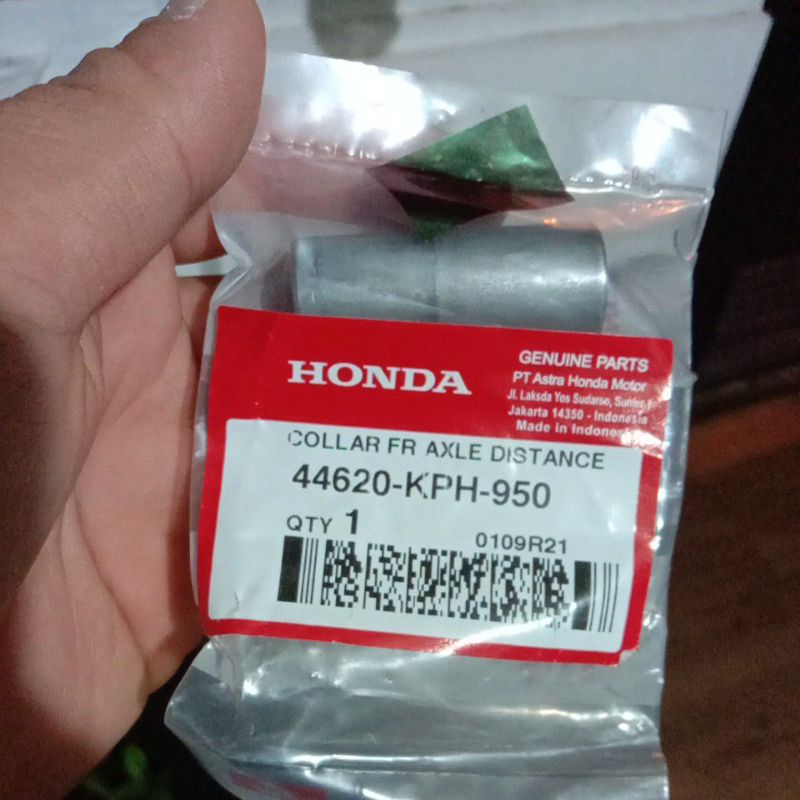 HONDA
GENUINE PARTS
PT Astra Honda Motor
Jl. Laksda Yos Sudarso, Sunter 1
Jakarta 14350 - Indonesia
Made in Indonesia
COLLAR FR AXLE DISTANCE
44620-KPH-950
QTY 1
0109R21